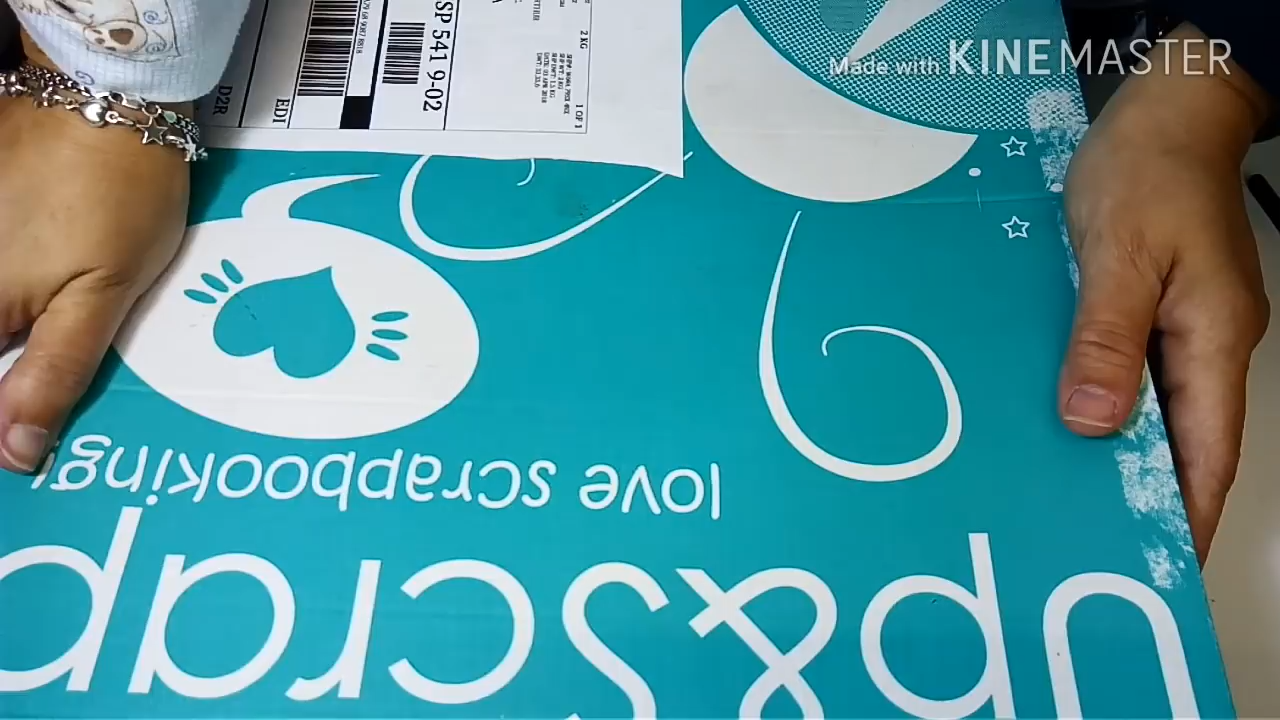 Made with KINEMASTER
SP 541 9-02
2 KG
1 OF 1
EDI
D2R
up&Scrap
love scrapbooking